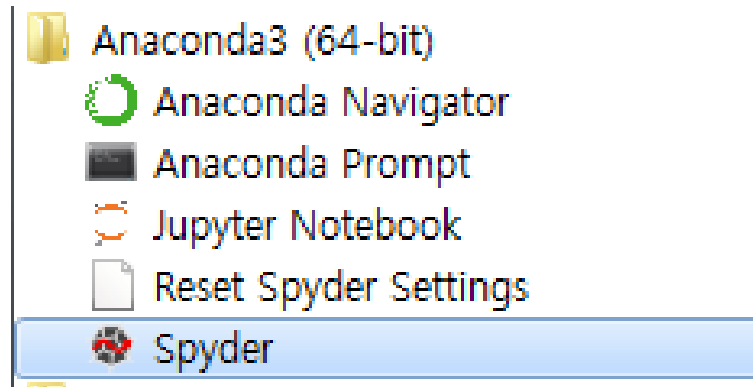 Anaconda3 (64-bit)
Anaconda Navigator
Anaconda Prompt
Jupyter Notebook
Reset Spyder Settings
Spyder